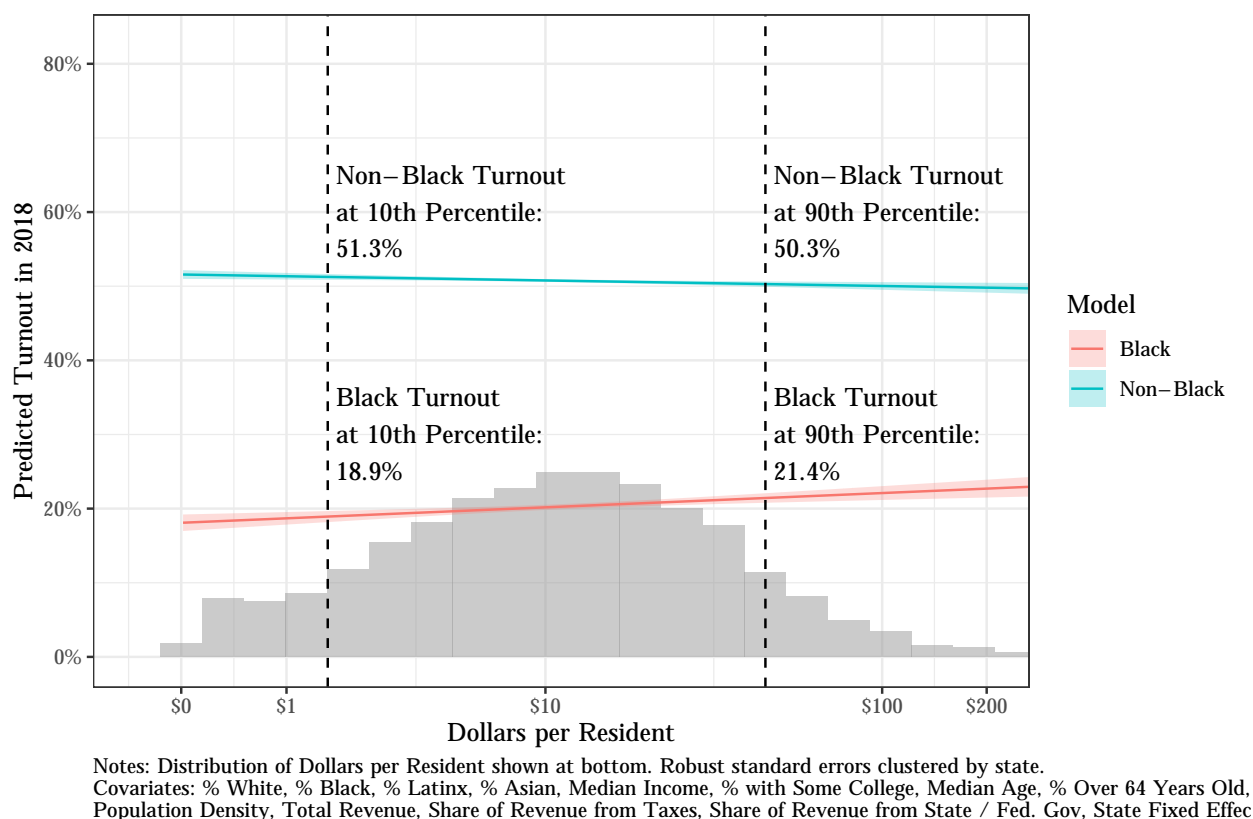 80%
60%
40%
20%
0%
Predicted Turnout in 2018
Non−Black Turnout
at 10th Percentile:
51.3%
Non−Black Turnout
at 90th Percentile:
50.3%
Black Turnout
at 10th Percentile:
18.9%
Black Turnout
at 90th Percentile:
21.4%
$0
$1
$10
$100
$200
Dollars per Resident
Model
Black
Non−Black
Notes: Distribution of Dollars per Resident shown at bottom. Robust standard errors clustered by state.
Covariates: % White, % Black, % Latinx, % Asian, Median Income, % with Some College, Median Age, % Over 64 Years Old,
Population Density, Total Revenue, Share of Revenue from Taxes, Share of Revenue from State / Fed. Gov, State Fixed Effec